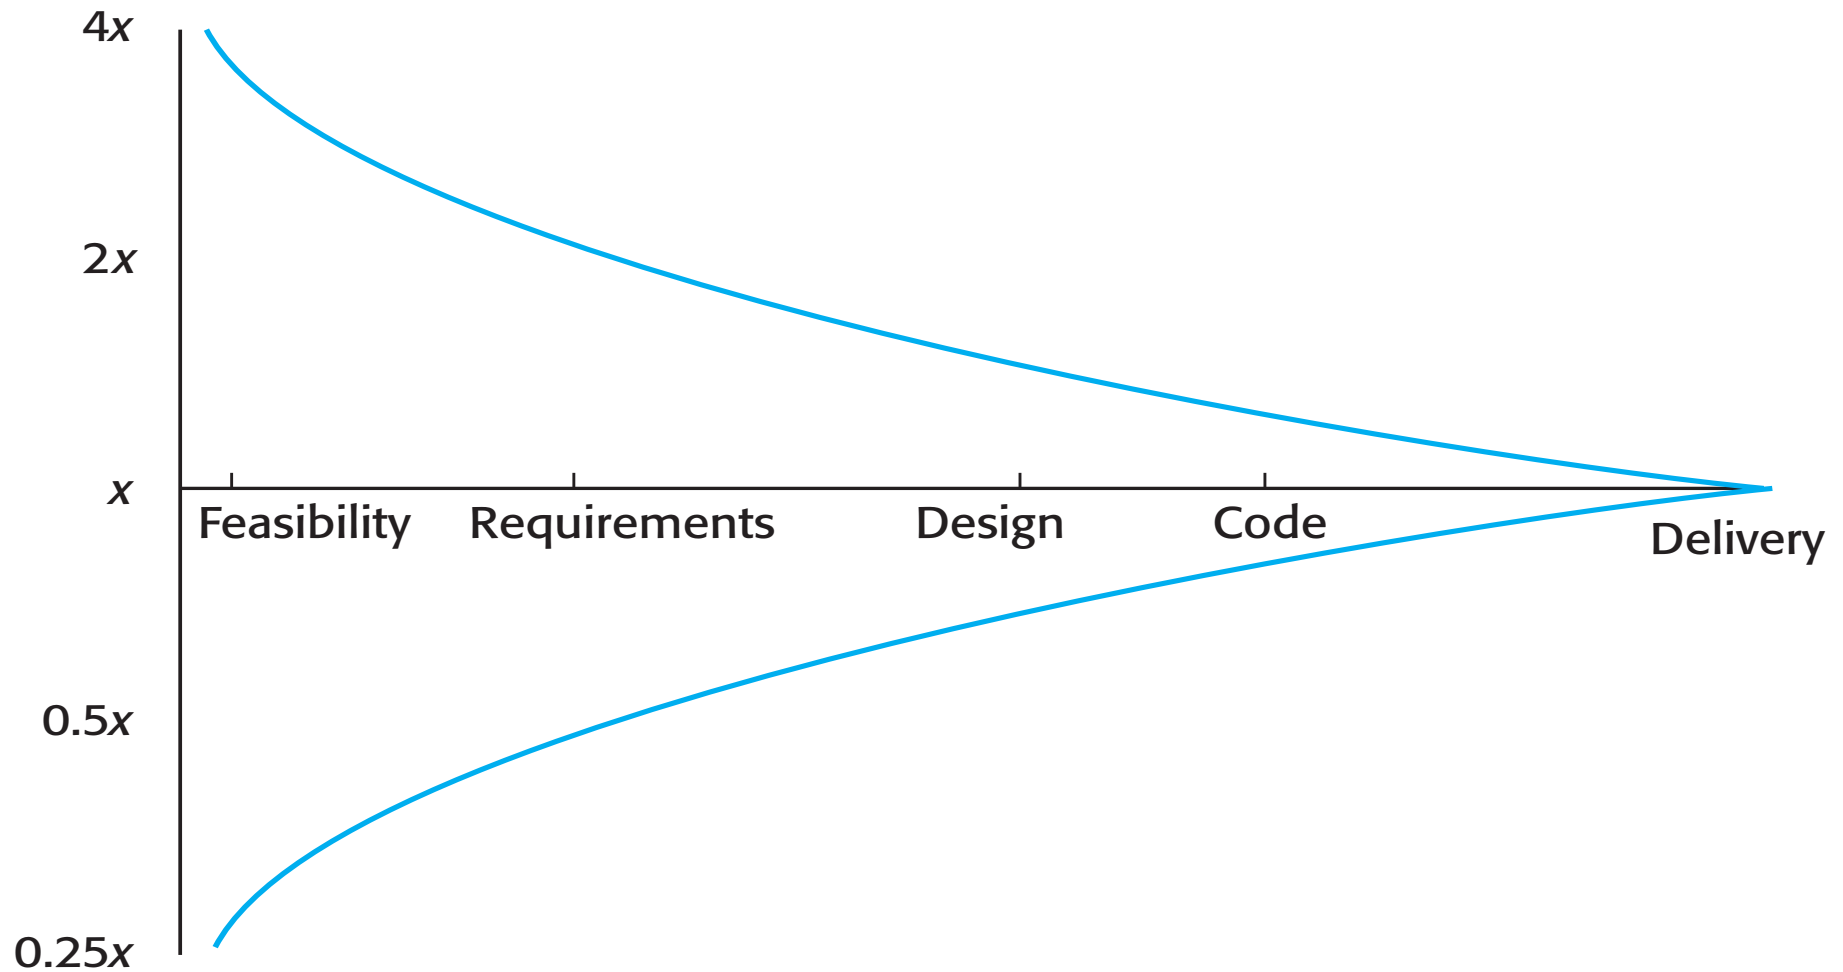 4x
2x
x
Feasibility Requirements Design Code Delivery
0.5x
0.25x